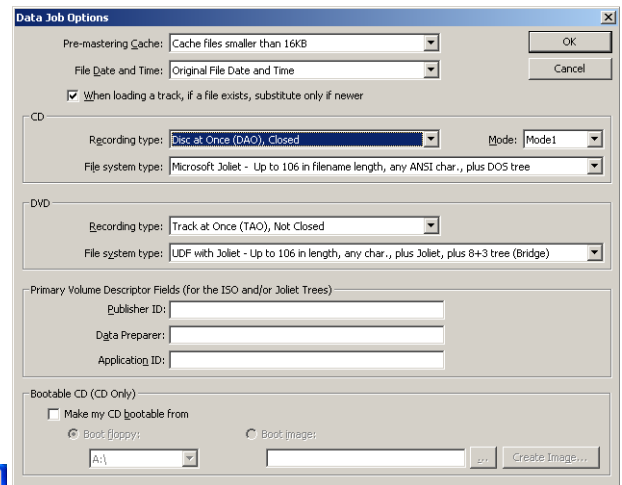 Data Job Options
Pre-mastering Cache: Cache files smaller than 16KB OK
File Date and Time: Original File Date and Time Cancel
When loading a track, if a file exists, substitute only if newer
CD
Recording type: Disc at Once (DAO), Closed Mode: Mode1
File system type: Microsoft Joliet - Up to 106 in filename length, any ANSI char., plus DOS tree
DVD
Recording type: Track at Once (TAO), Not Closed
File system type: UDF with Joliet - Up to 106 in length, any char., plus Joliet, plus 8+3 tree (Bridge)
Primary Volume Descriptor Fields (for the ISO and/or Joliet Trees)
Publisher ID:
Data Preparer:
Application ID:
Bootable CD (CD Only)
Make my CD bootable from
Boot floppy: Boot image:
A:\ ... Create Image...